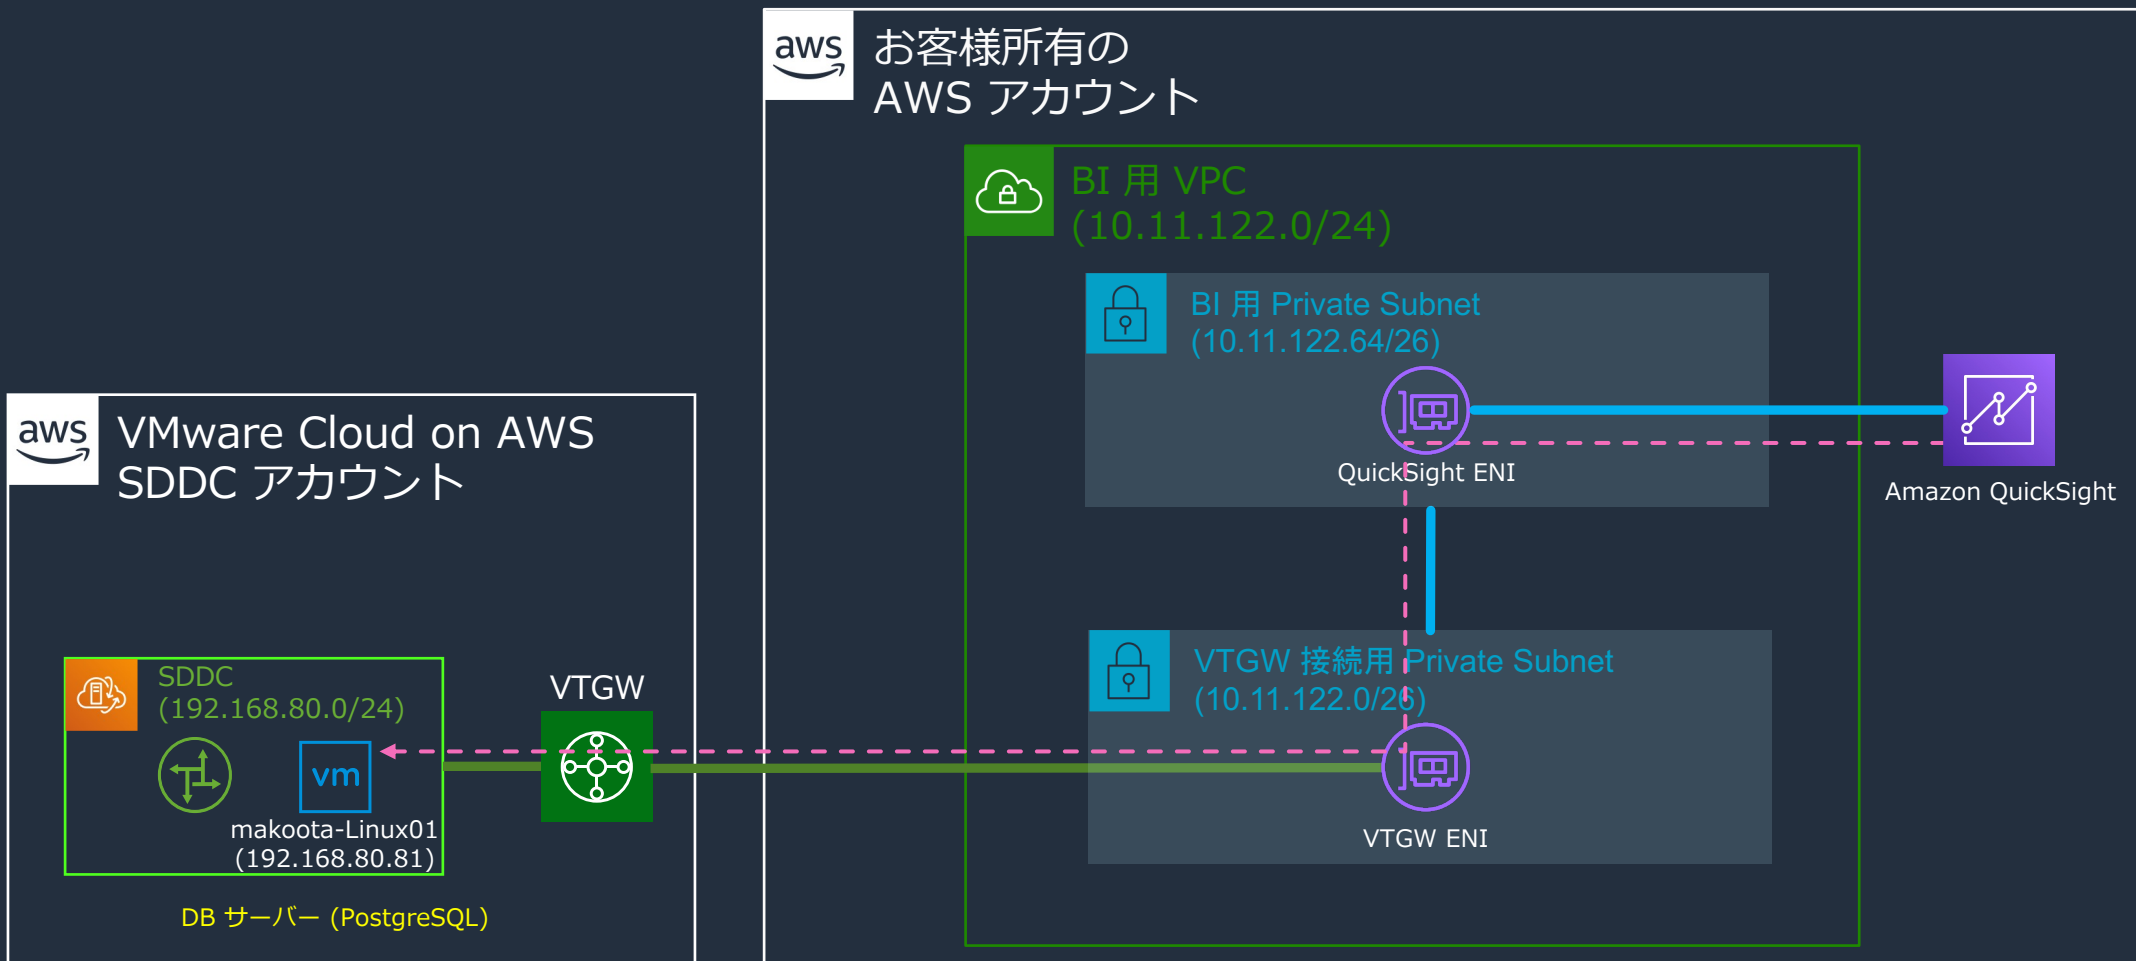 aws
お客様所有の
AWS アカウント
BI 用 VPC
(10.11.122.0/24)
BI 用 Private Subnet
(10.11.122.64/26)
QuickSight ENI
Amazon QuickSight
aws
VMware Cloud on AWS
SDDC アカウント
SDDC
(192.168.80.0/24)
vm
makoota-Linux01
(192.168.80.81)
DB サーバー (PostgreSQL)
VTGW
VTGW 接続用 Private Subnet
(10.11.122.0/26)
VTGW ENI